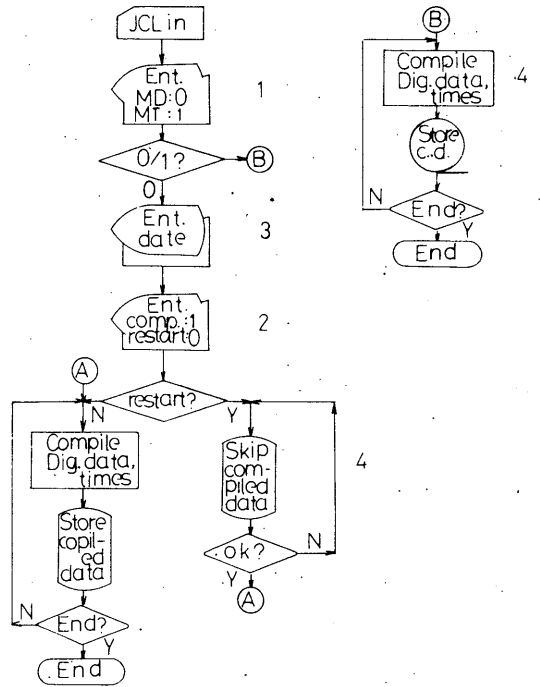 JCL in
Ent.
MD:0
MT:1
1
0/1?
B
0
Ent.
date
3
Ent.
comp.:1
restart:0
2
A
restart?
N
Y
Compile
Dig. data,
times
Store
copil-
ed
data
N
End?
Y
End
Skip
com-
piled
data
4
ok?
N
Y
A
B
Compile
Dig. data,
times
4
Store
c.d.
N
End?
Y
End